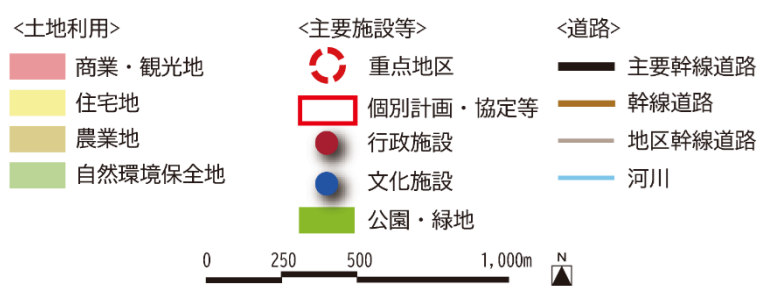 <土地利用>
商業・観光地
住宅地
農業地
自然環境保全地
<主要施設等>
重点地区
個別計画・協定等
行政施設
文化施設
公園・緑地
<道路>
主要幹線道路
幹線道路
地区幹線道路
河川
0 250 500 1,000m
N